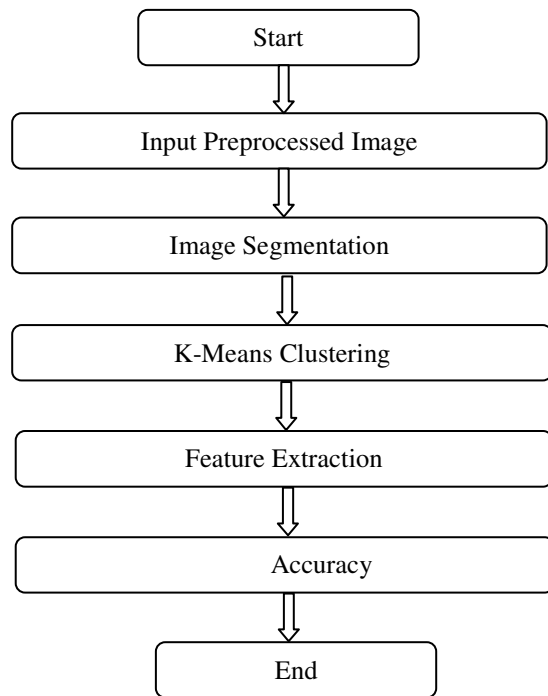 Start
Input Preprocessed Image
Image Segmentation
K-Means Clustering
Feature Extraction
Accuracy
End